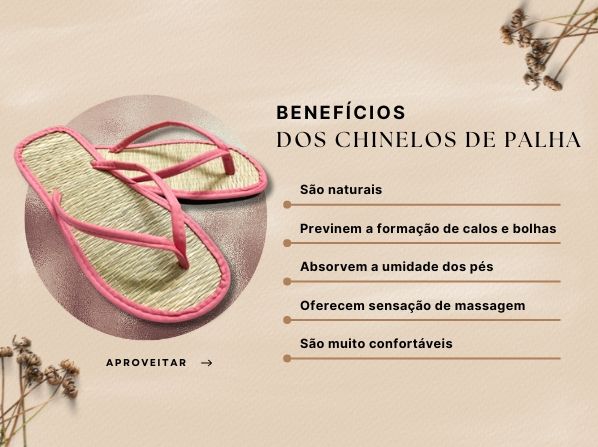 BENEFÍCIOS
DOS CHINELOS DE PALHA
São naturais
Previnem a formação de calos e bolhas
Absorvem a umidade dos pés
Oferecem sensação de massagem
São muito confortáveis
APROVEITAR →